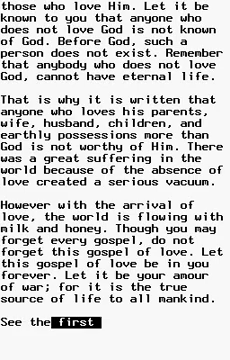 those who love Him. Let it be
known to you that anyone who
does not love God is not known
of God. Before God, such a
person does not exist. Remember
that anybody who does not love
God, cannot have eternal life.
That is why it is written that
anyone who loves his parents,
wife, husband, children, and
earthly possessions more than
God is not worthy of Him. There
was a great suffering in the
world because of the absence of
love created a serious vacuum.
However with the arrival of
love, the world is flowing with
milk and honey. Though you may
forget every gospel, do not
forget this gospel of love. Let
this gospel of love be in you
forever. Let it be your amour
of war; for it is the true
source of life to all mankind.
See the first